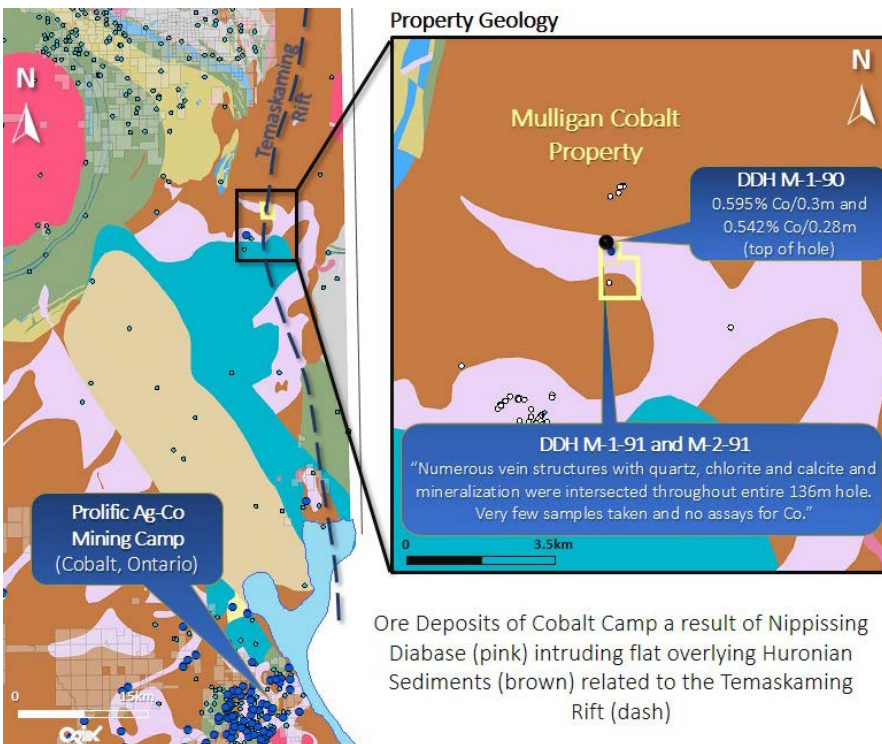 Property Geology
N
Temaskaming
Rift
Prolific Ag-Co
Mining Camp
(Cobalt, Ontario)
0
15km
QGIS
N
Mulligan Cobalt
Property
DDH M-1-90
0.595% Co/0.3m and
0.542% Co/0.28m
(top of hole)
DDH M-1-91 and M-2-91
“Numerous vein structures with quartz, chlorite and calcite and
mineralization were intersected throughout entire 136m hole.
Very few samples taken and no assays for Co.”
0
3.5km
Ore Deposits of Cobalt Camp a result of Nippissing
Diabase (pink) intruding flat overlying Huronian
Sediments (brown) related to the Temaskaming
Rift (dash)